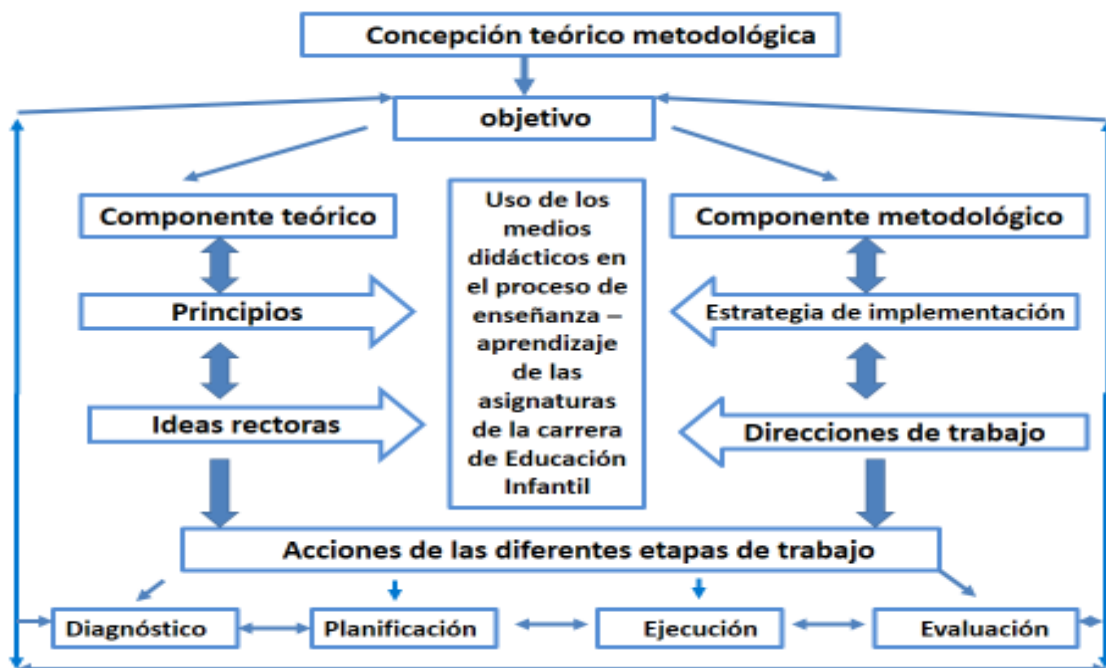 Concepción teórico metodológica
objetivo
Componente teórico
Uso de los
medios
didácticos en
el proceso de
enseñanza –
aprendizaje
de las
asignaturas
de la carrera
de Educación
Infantil
Componente metodológico
Principios
Estrategia de implementación
Ideas rectoras
Direcciones de trabajo
Acciones de las diferentes etapas de trabajo
Diagnóstico
Planificación
Ejecución
Evaluación